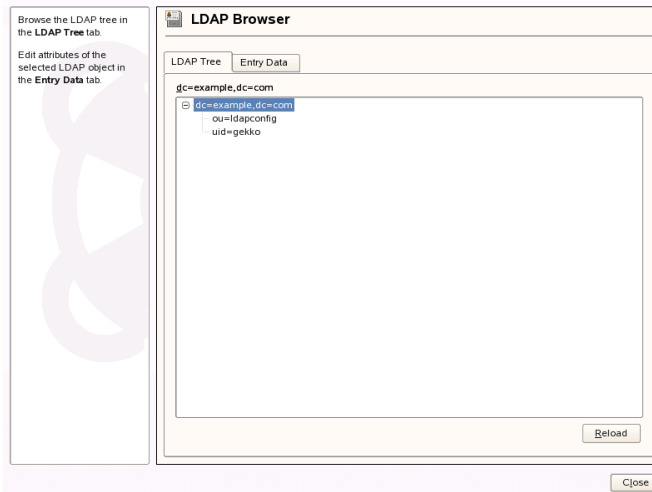 Browse the LDAP tree in
the LDAP Tree tab.
Edit attributes of the
selected LDAP object in
the Entry Data tab.
LDAP Browser
LDAP Tree
Entry Data
dc=example,dc=com
dc=example,dc=com
ou=ldapconfig
uid=gekko
Reload
Close